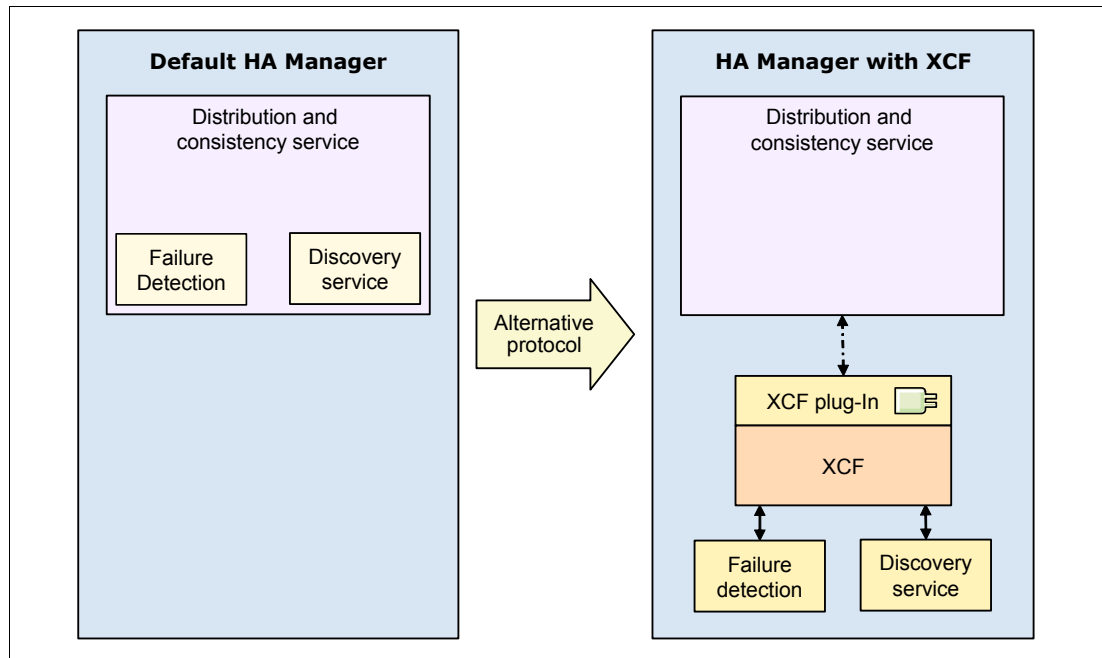 Default HA Manager
Distribution and
consistency service
Failure
Detection
Discovery
service
Alternative
protocol
HA Manager with XCF
Distribution and
consistency service
XCF plug-In
XCF
Failure
detection
Discovery
service